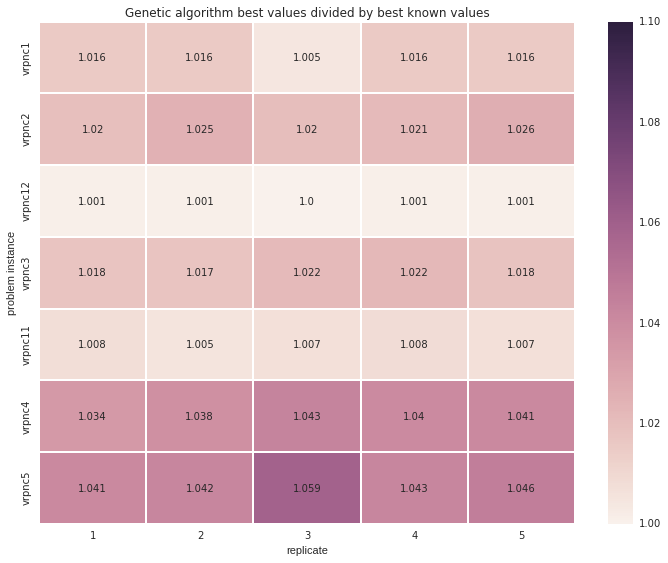 Genetic algorithm best values divided by best known values
problem instance
vrpnc1 1.016 1.016 1.005 1.016 1.016
vrpnc2 1.02 1.025 1.02 1.021 1.026
vrpnc12 1.001 1.001 1.0 1.001 1.001
vrpnc3 1.018 1.017 1.022 1.022 1.018
vrpnc11 1.008 1.005 1.007 1.008 1.007
vrpnc4 1.034 1.038 1.043 1.04 1.041
vrpnc5 1.041 1.042 1.059 1.043 1.046
1 2 3 4 5
replicate
1.10
1.08
1.06
1.04
1.02
1.00